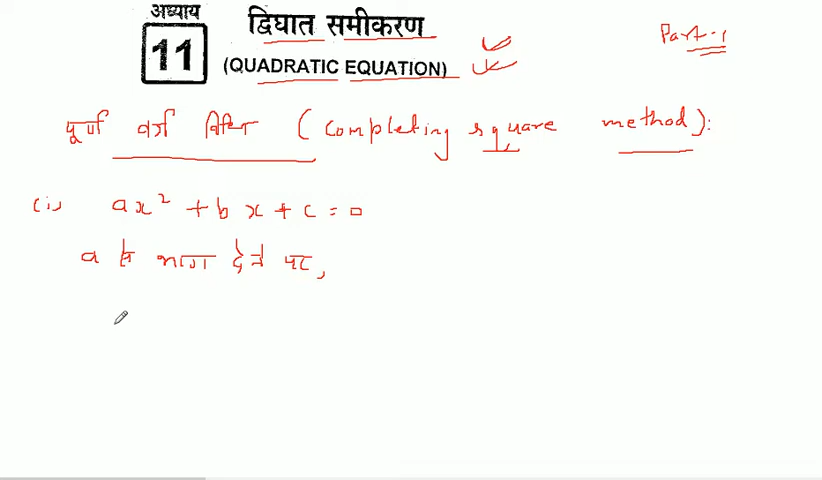 अध्याय
11
द्विघात समीकरण
(QUADRATIC EQUATION)
Part-1
पूर्ण वर्ग विधि (completing square method):
(i) ax² + bx + c = 0
a से भाग देने पर,